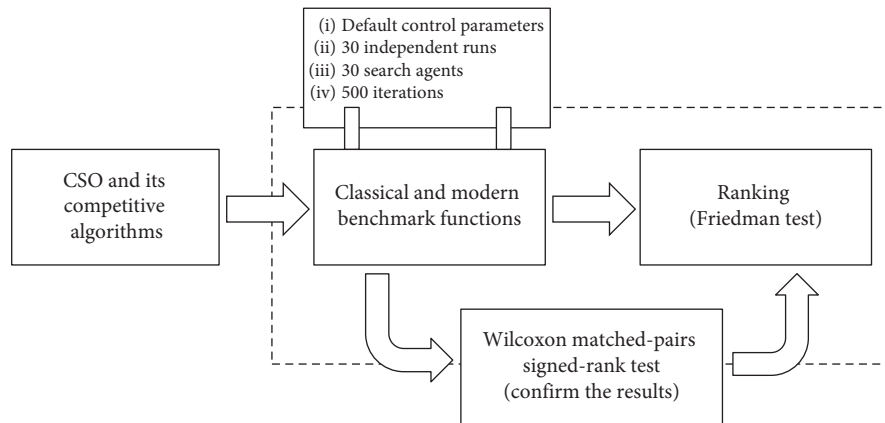 (i) Default control parameters
(ii) 30 independent runs
(iii) 30 search agents
(iv) 500 iterations
CSO and its
competitive
algorithms
Classical and modern
benchmark functions
Ranking
(Friedman test)
Wilcoxon matched-pairs
signed-rank test
(confirm the results)